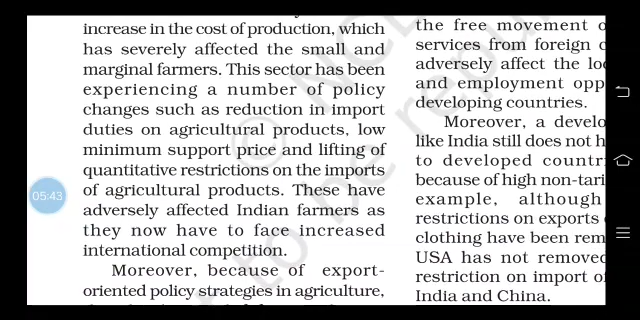 increase in the cost of production, which
has severely affected the small and
marginal farmers. This sector has been
experiencing a number of policy
changes such as reduction in import
duties on agricultural products, low
minimum support price and lifting of
quantitative restrictions on the imports
of agricultural products. These have
adversely affected Indian farmers as
they now have to face increased
international competition.
Moreover, because of export-
oriented policy strategies in agriculture,
the free movement o
services from foreign c
adversely affect the loc
and employment opp
developing countries.
Moreover, a develo
like India still does not h
to developed countri
because of high non-tari
example, although
restrictions on exports
clothing have been rem
USA has not removed
restriction on import of
India and China.
05:43